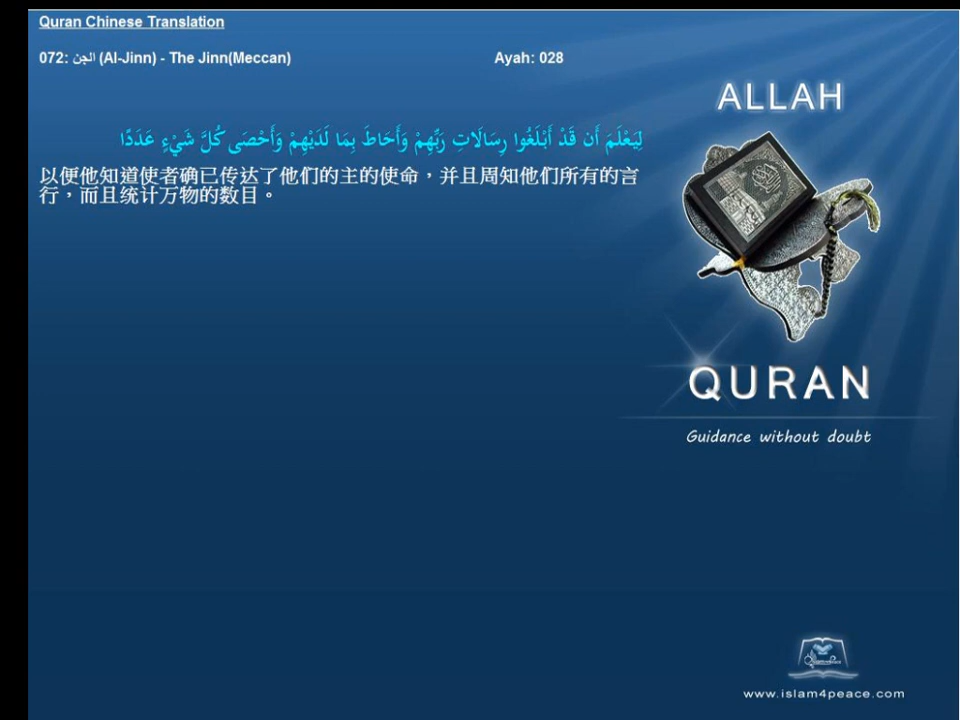 Quran Chinese Translation
072: الجن (Al-Jinn) - The Jinn(Meccan) Ayah: 028
ALLAH
لِيَعْلَمَ أَن قَدْ أَبْلَغُوا رِسَالَاتِ رَبِّهِمْ وَأَحَاطَ بِمَا لَدَيْهِمْ وَأَحْصَى كُلَّ شَيْءٍ عَدَدًا
以便他知道使者确已传达了他们的主的使命，并且周知他们所有的言
行，而且统计万物的数目。
QURAN
Guidance without doubt
www.islam4peace.com